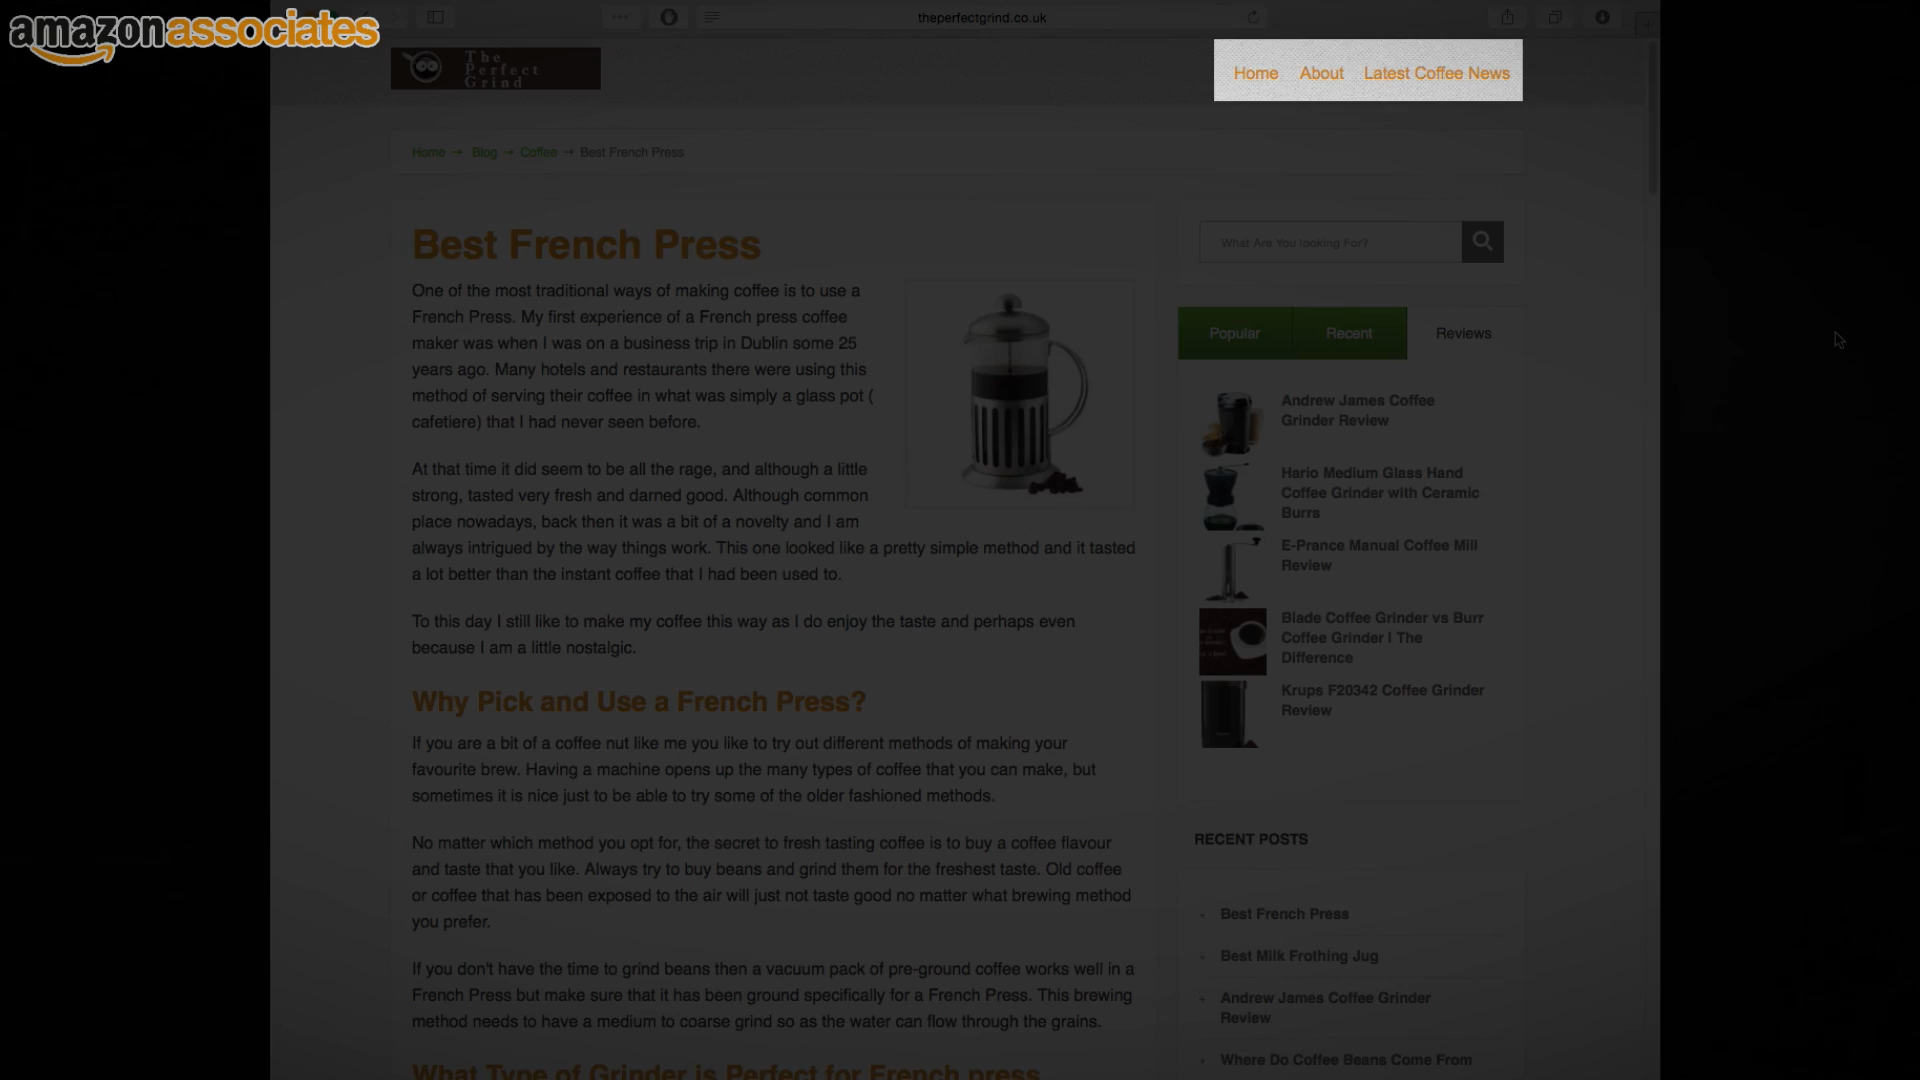 amazonassociates
theperfectgrind.co.uk
The
Perfect
Grind
Home About Latest Coffee News
Home → Blog → Coffee → Best French Press
Best French Press
One of the most traditional ways of making coffee is to use a
French Press. My first experience of a French press coffee
maker was when I was on a business trip in Dublin some 25
years ago. Many hotels and restaurants there were using this
method of serving their coffee in what was simply a glass pot (
cafetiere) that I had never seen before.
At that time it did seem to be all the rage, and although a little
strong, tasted very fresh and darned good. Although common
place nowadays, back then it was a bit of a novelty and I am
always intrigued by the way things work. This one looked like a pretty simple method and it tasted
a lot better than the instant coffee that I had been used to.
To this day I still like to make my coffee this way as I do enjoy the taste and perhaps even
because I am a little nostalgic.
Why Pick and Use a French Press?
If you are a bit of a coffee nut like me you like to try out different methods of making your
favourite brew. Having a machine opens up the many types of coffee that you can make, but
sometimes it is nice just to be able to try some of the older fashioned methods.
No matter which method you opt for, the secret to fresh tasting coffee is to buy a coffee flavour
and taste that you like. Always try to buy beans and grind them for the freshest taste. Old coffee
or coffee that has been exposed to the air will just not taste good no matter what brewing method
you prefer.
If you don't have the time to grind beans then a vacuum pack of pre-ground coffee works well in a
French Press but make sure that it has been ground specifically for a French Press. This brewing
method needs to have a medium to coarse grind so as the water can flow through the grains.
What Type of Grinder is Perfect for French press
What Are You looking For?
Popular Recent Reviews
Andrew James Coffee
Grinder Review
Hario Medium Glass Hand
Coffee Grinder with Ceramic
Burrs
E-Prance Manual Coffee Mill
Review
Blade Coffee Grinder vs Burr
Coffee Grinder I The
Difference
Krups F20342 Coffee Grinder
Review
RECENT POSTS
Best French Press
Best Milk Frothing Jug
Andrew James Coffee Grinder
Review
Where Do Coffee Beans Come From